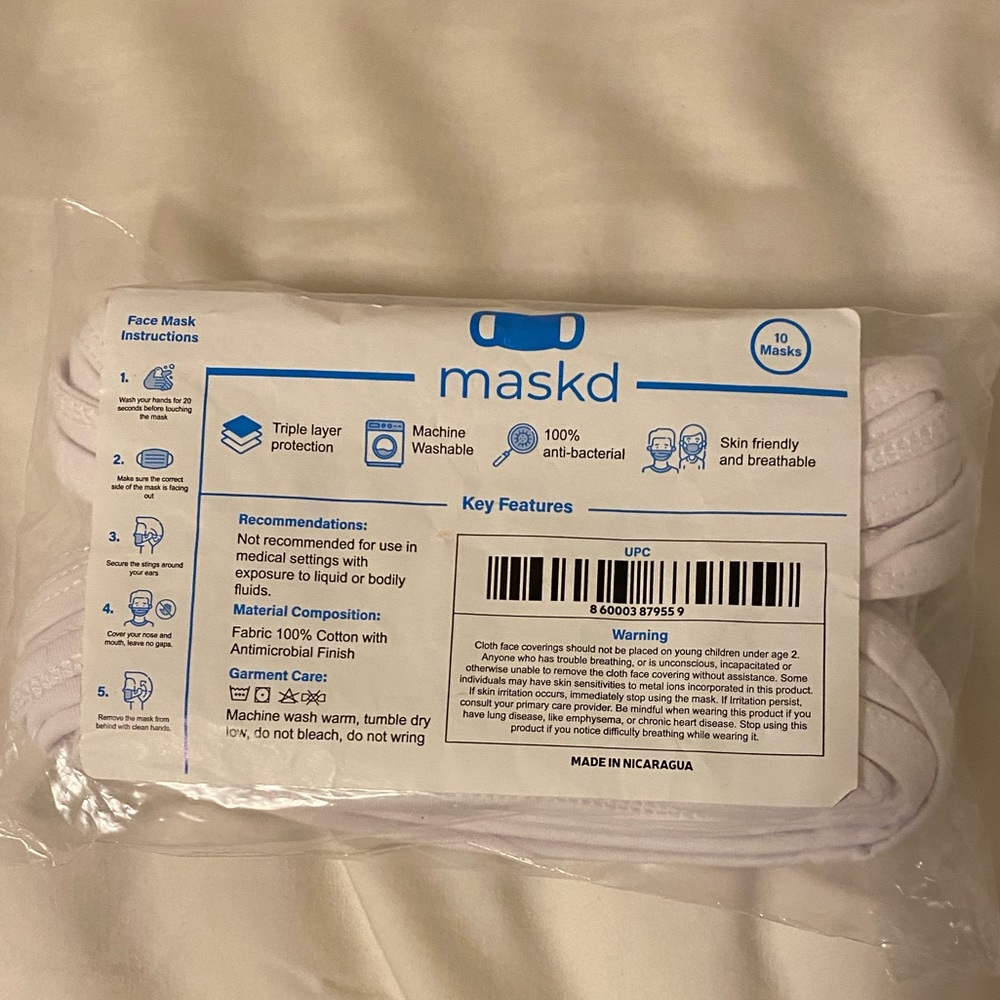 Face Mask
Instructions
1.
Wash your hands for 20
seconds before touching
the mask
2.
Make sure the correct
side of the mask is facing
out
3.
Secure the stings around
your ears
4.
Cover your nose and
mouth, leave no gaps.
5.
Remove the mask from
behind with clean hands.
maskd
10
Masks
Triple layer
protection
Machine
Washable
100%
anti-bacterial
Skin friendly
and breathable
Key Features
Recommendations:
Not recommended for use in
medical settings with
exposure to liquid or bodily
fluids.
Material Composition:
Fabric 100% Cotton with
Antimicrobial Finish
Garment Care:
Machine wash warm, tumble dry
low, do not bleach, do not wring
UPC
8 60003 87955 9
Warning
Cloth face coverings should not be placed on young children under age 2.
Anyone who has trouble breathing, or is unconscious, incapacitated or
otherwise unable to remove the cloth face covering without assistance. Some
individuals may have skin sensitivities to metal ions incorporated in this product.
If skin irritation occurs, immediately stop using the mask. If Irritation persist,
consult your primary care provider. Be mindful when wearing this product if you
have lung disease, like emphysema, or chronic heart disease. Stop using this
product if you notice difficulty breathing while wearing it.
MADE IN NICARAGUA